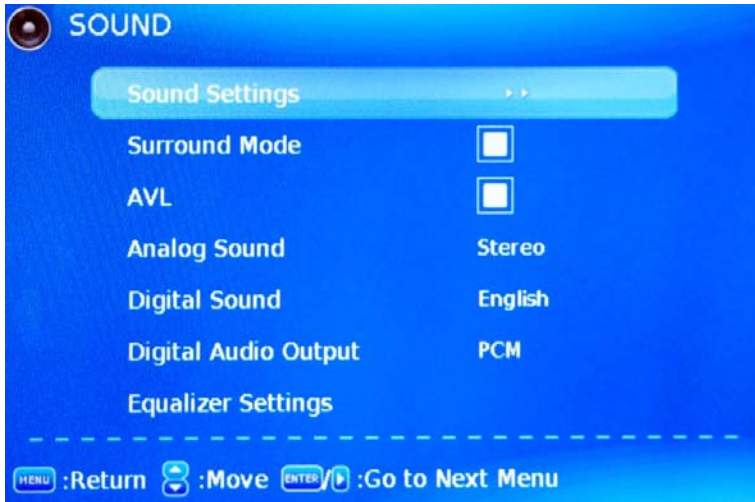 SOUND
Sound Settings
Surround Mode
AVL
Analog Sound Stereo
Digital Sound English
Digital Audio Output PCM
Equalizer Settings
MENU :Return :Move ENTER/ :Go to Next Menu